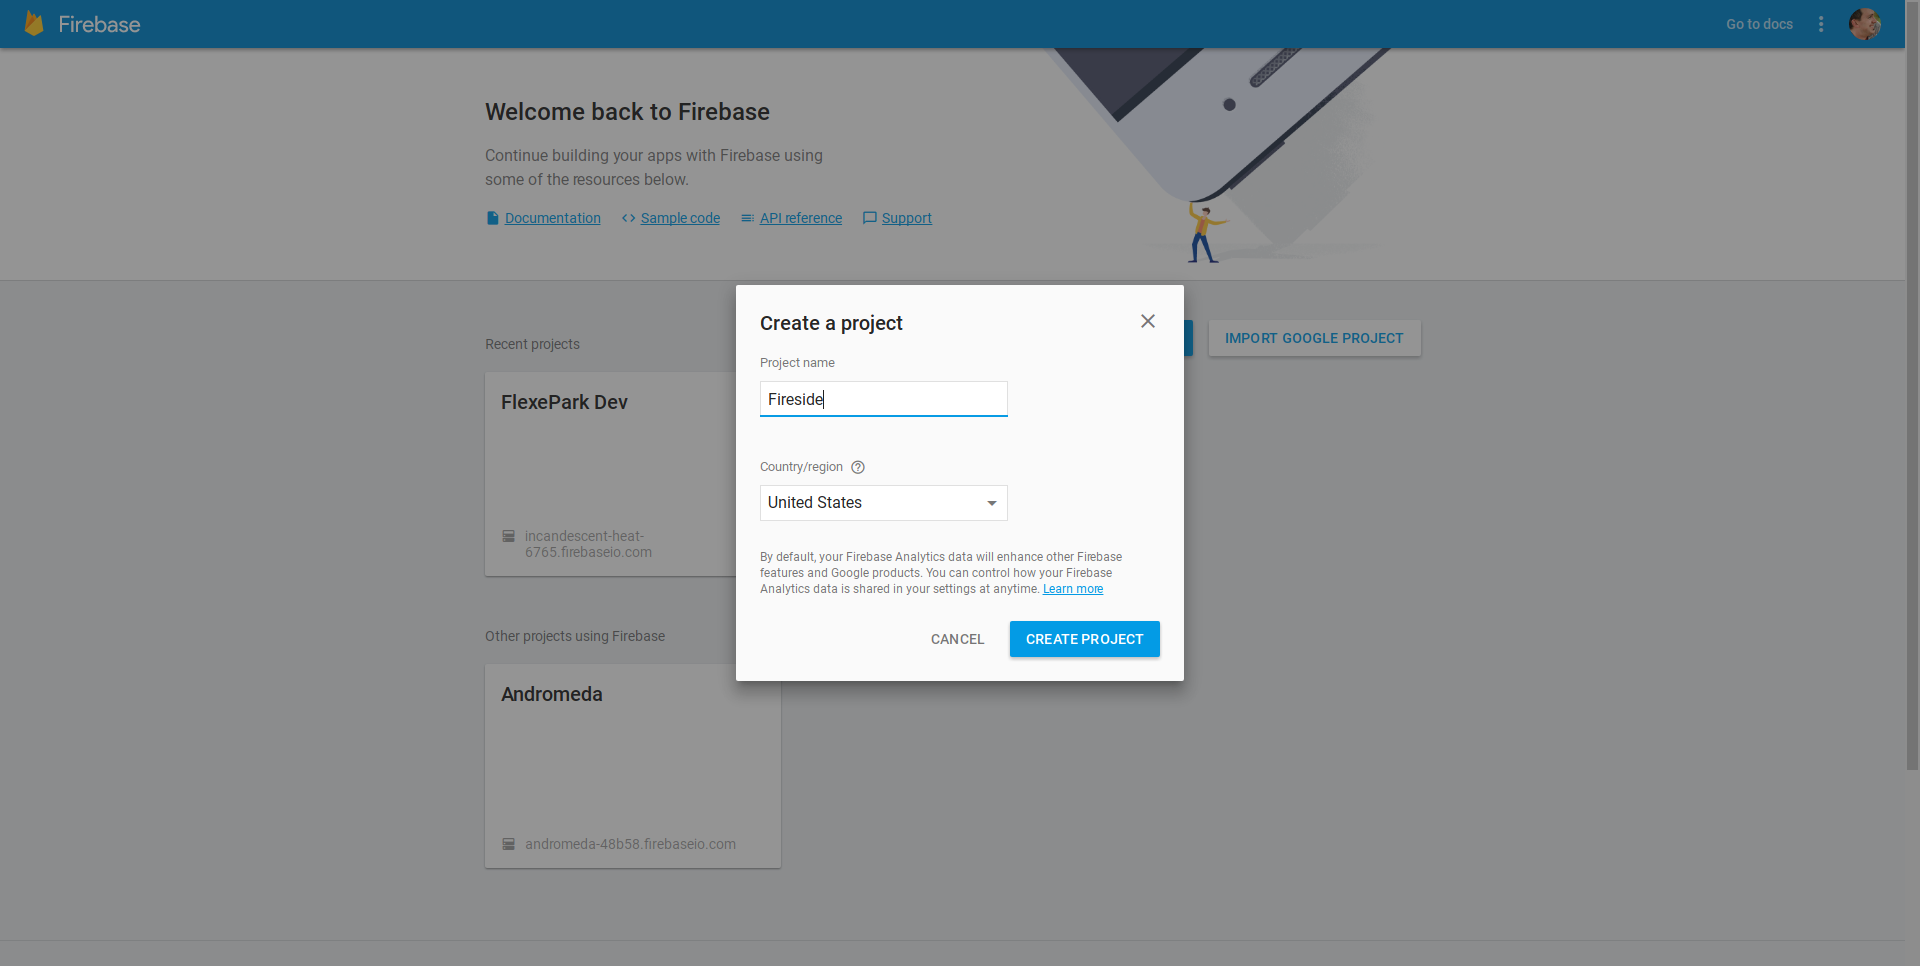 Firebase
Go to docs
Welcome back to Firebase
Continue building your apps with Firebase using
some of the resources below.
Documentation
Sample code
API reference
Support
Recent projects
IMPORT GOOGLE PROJECT
FlexePark Dev
incandescent-heat-
6765.firebaseio.com
Other projects using Firebase
Andromeda
andromeda-48b58.firebaseio.com
Create a project
Project name
Fireside
Country/region
United States
By default, your Firebase Analytics data will enhance other Firebase
features and Google products. You can control how your Firebase
Analytics data is shared in your settings at anytime. Learn more
CANCEL
CREATE PROJECT